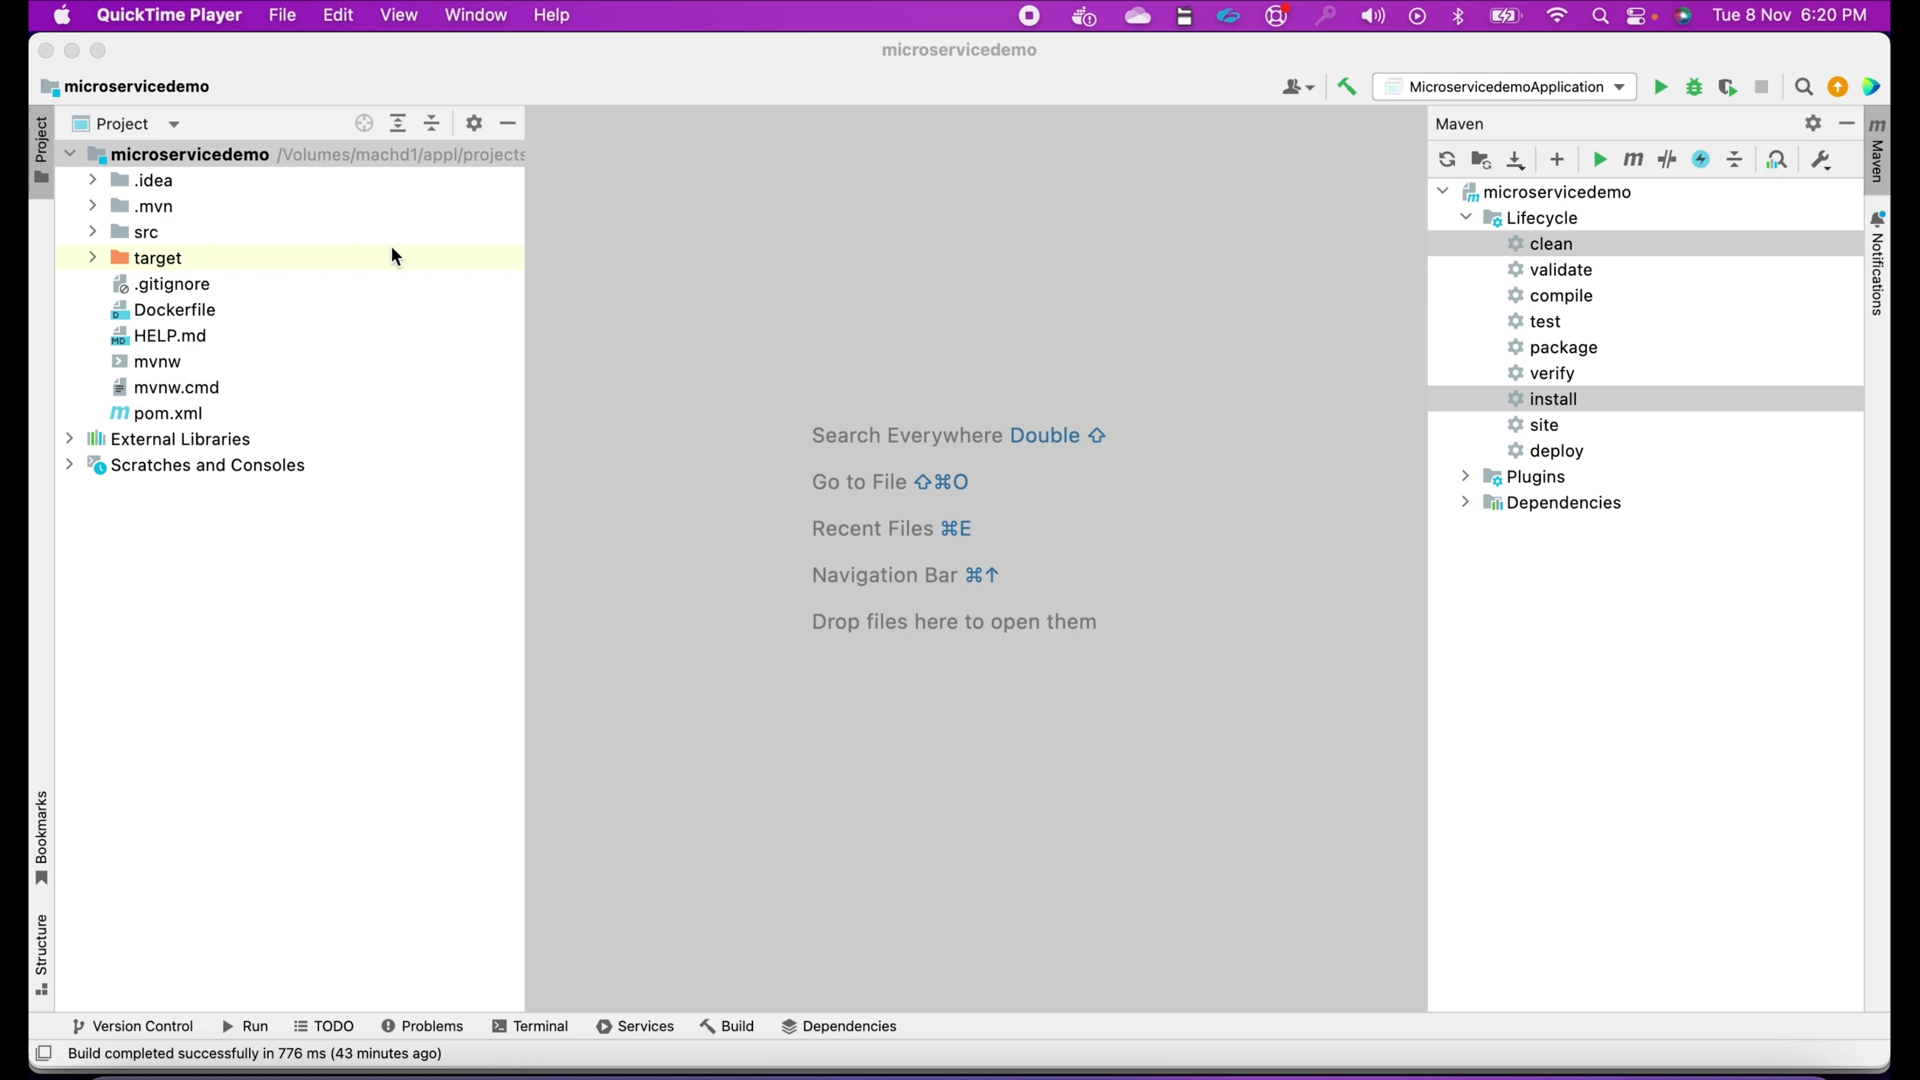 QuickTime Player File Edit View Window Help Tue 8 Nov 6:20 PM
microservicedemo
microservicedemo MicroservicedemoApplication
Project Maven
Project
microservicedemo /Volumes/machd1/appl/projects
.idea
.mvn
src
target
.gitignore
Dockerfile
HELP.md
mvnw
mvnw.cmd
pom.xml
External Libraries
Scratches and Consoles
Bookmarks
Structure
Search Everywhere Double ⇧
Go to File ⇧⌘O
Recent Files ⌘E
Navigation Bar ⌘↑
Drop files here to open them
microservicedemo
Lifecycle
clean
validate
compile
test
package
verify
install
site
deploy
Plugins
Dependencies
Maven
Notifications
Version Control Run TODO Problems Terminal Services Build Dependencies
Build completed successfully in 776 ms (43 minutes ago)